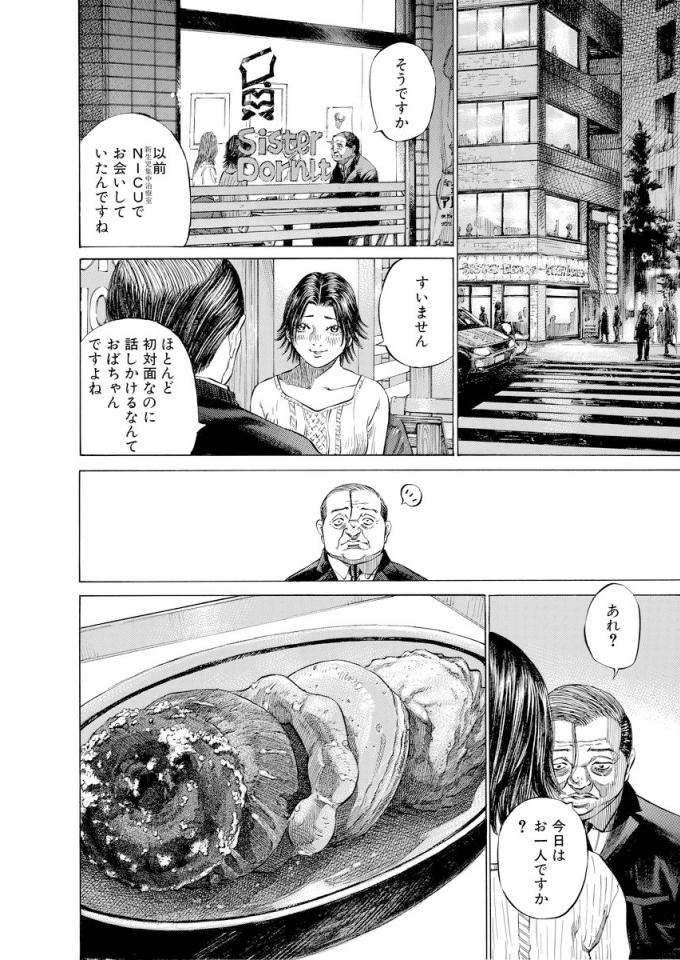 Sister Dornut
そうですか
Sister
Dornut
以前
NICUで
新生児集中治療室
お会いして
いたんですね
すいません
ほとんど
初対面なのに
話しかけるなんて
おばちゃん
ですよね
あれ?
今日は
お一人ですか
?